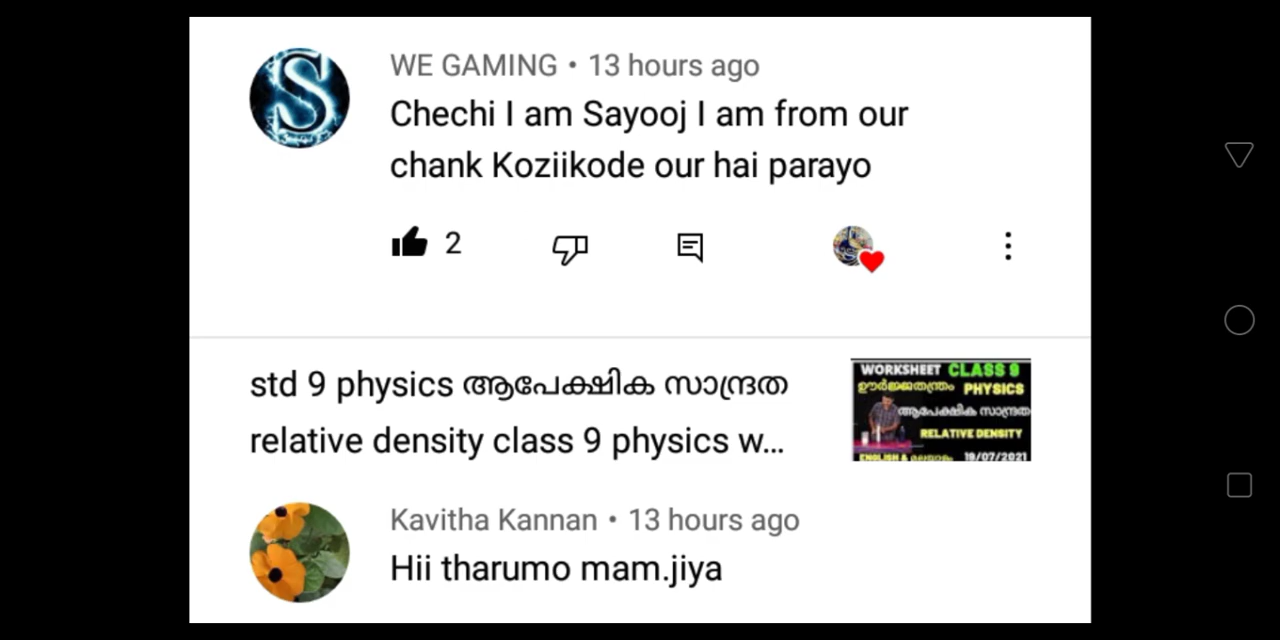 WE GAMING • 13 hours ago
Chechi I am Sayooj I am from our
chank Koziikode our hai parayo
2
std 9 physics ആപേക്ഷിക സാന്ദ്രത
relative density class 9 physics w...
WORKSHEET CLASS 9
ഊർജ്ജതന്ത്രം PHYSICS
ആപേക്ഷിക സാന്ദ്രത
RELATIVE DENSITY
ENGLISH & മലയാളം 19/07/2021
Kavitha Kannan • 13 hours ago
Hii tharumo mam.jiya